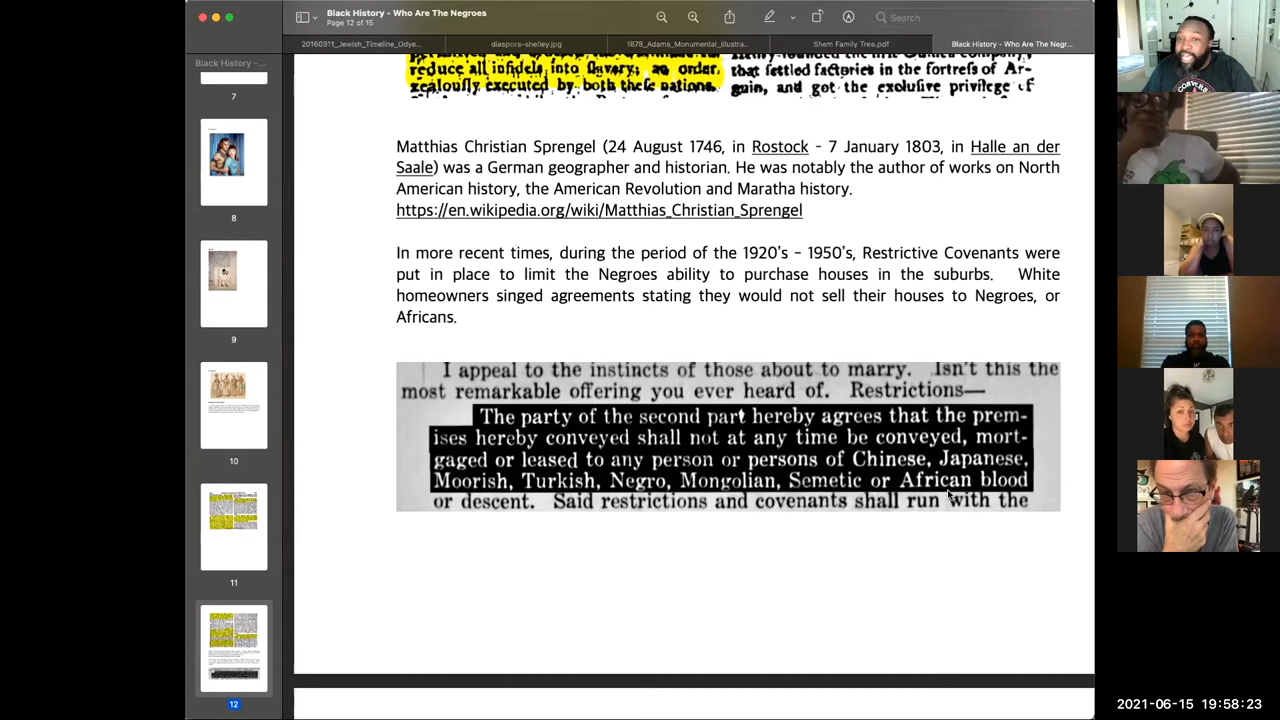 Black History - Who Are The Negroes
Page 12 of 15
Search
20160311_Jewish_Timeline_Odye...
diaspora-shelley.jpg
1878_Adams_Monumental_Illustra...
Shem Family Tree.pdf
Black History - Who Are The Negr...
Black History - Who Are The Negroes...
7
8
9
10
11
12
reduce all infidels into slavery; an order,
zealously executed by both these nations.
that settled factories in the fortress of Ar-
guin, and got the exclusive privilege of
Matthias Christian Sprengel (24 August 1746, in Rostock - 7 January 1803, in Halle an der
Saale) was a German geographer and historian. He was notably the author of works on North
American history, the American Revolution and Maratha history.
https://en.wikipedia.org/wiki/Matthias_Christian_Sprengel
In more recent times, during the period of the 1920's - 1950's, Restrictive Covenants were
put in place to limit the Negroes ability to purchase houses in the suburbs. White
homeowners singed agreements stating they would not sell their houses to Negroes, or
Africans.
I appeal to the instincts of those about to marry. Isn't this the
most remarkable offering you ever heard of. Restrictions—
The party of the second part hereby agrees that the prem-
ises hereby conveyed shall not at any time be conveyed, mort-
gaged or leased to any person or persons of Chinese, Japanese,
Moorish, Turkish, Negro, Mongolian, Semetic or African blood
or descent. Said restrictions and covenants shall run with the
CONVERS
2021-06-15 19:58:23